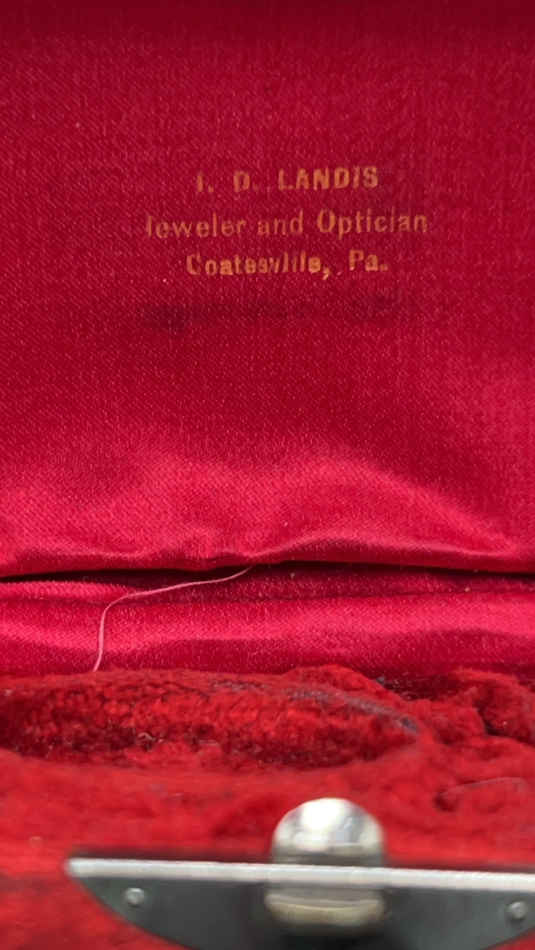 I. D. LANDIS
Jeweler and Optician
Coatesville, Pa.